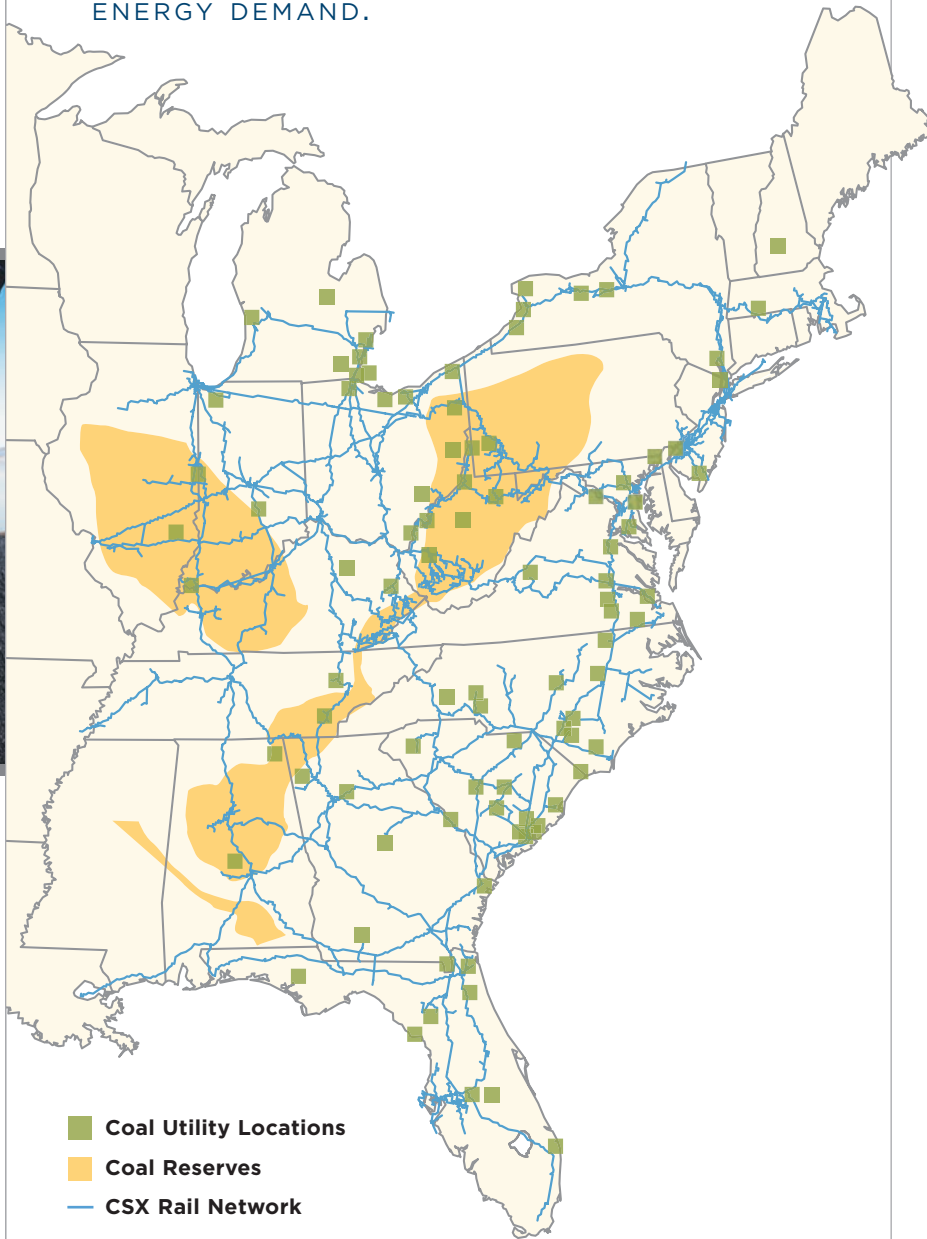 ENERGY DEMAND.
Coal Utility Locations
Coal Reserves
CSX Rail Network